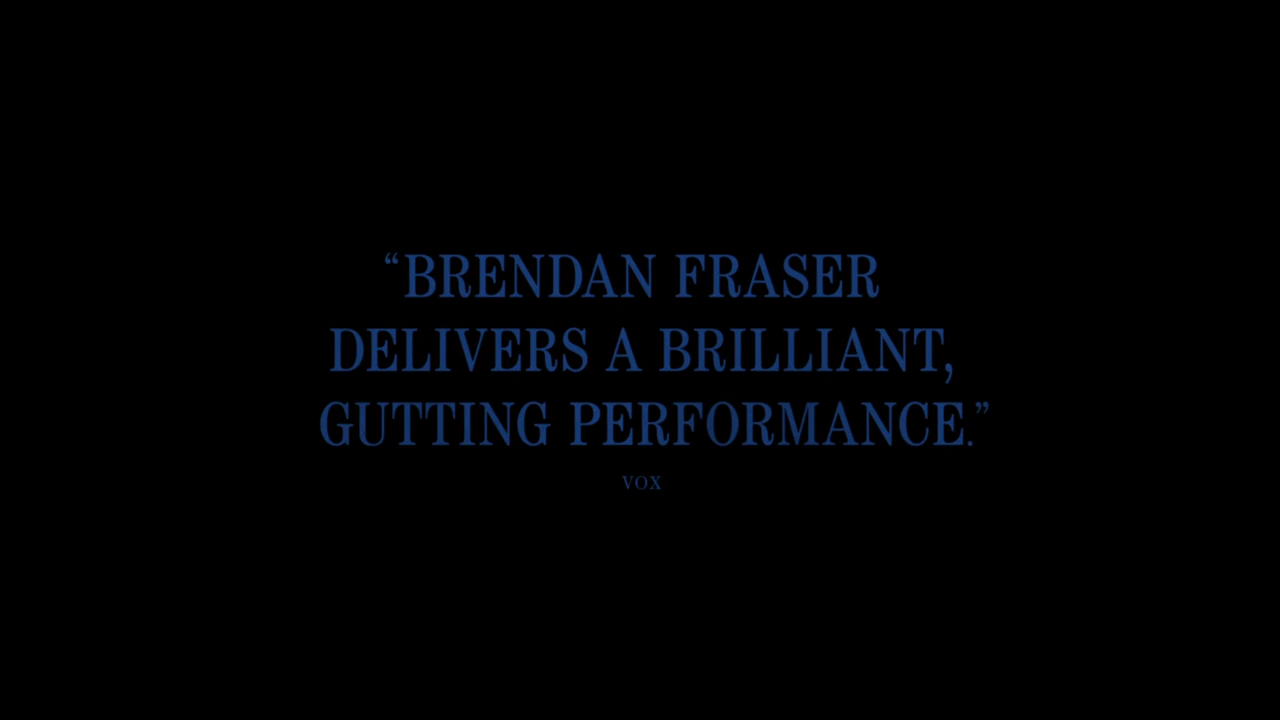 “BRENDAN FRASER
DELIVERS A BRILLIANT,
GUTTING PERFORMANCE.”
VOX